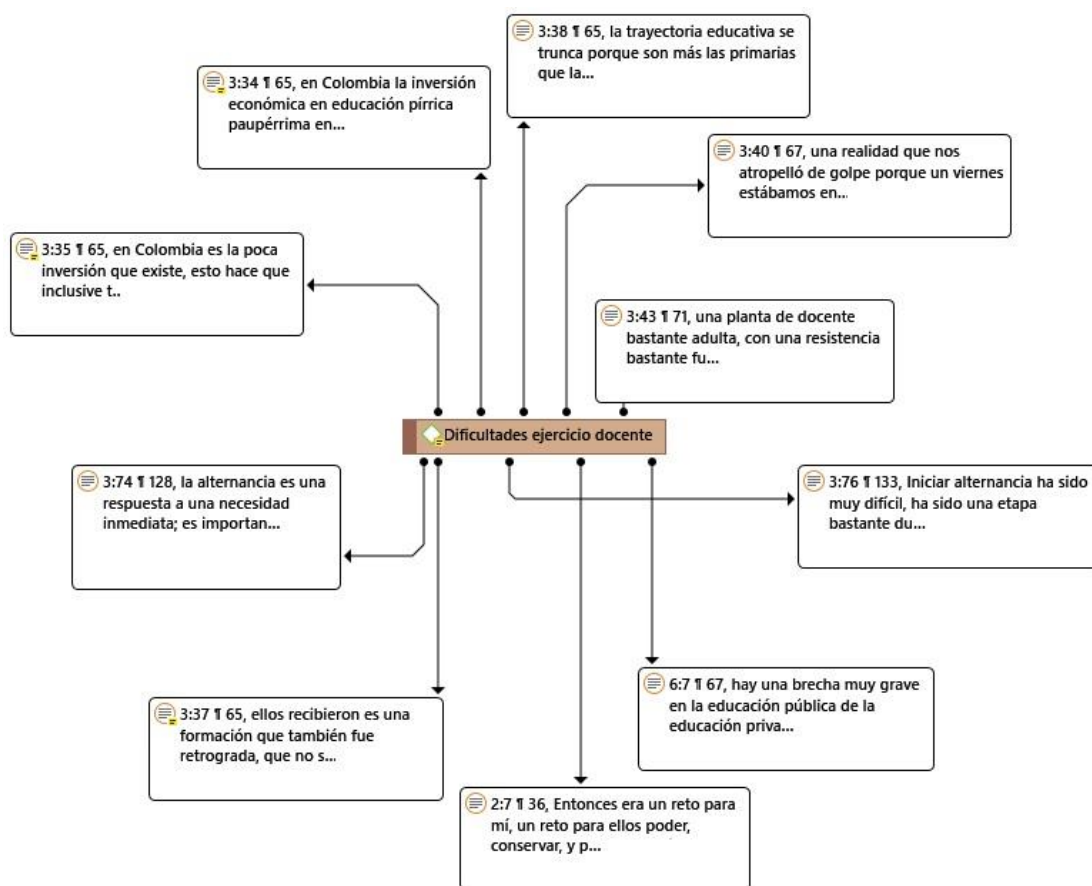 3:38 ¶ 65, la trayectoria educativa se
trunca porque son más las primarias
que la...
3:34 ¶ 65, en Colombia la inversión
económica en educación pírrica
paupérrima en...
3:40 ¶ 67, una realidad que nos
atropelló de golpe porque un viernes
estábamos en...
3:35 ¶ 65, en Colombia es la poca
inversión que existe, esto hace que
inclusive t..
3:43 ¶ 71, una planta de docente
bastante adulta, con una resistencia
bastante fu...
Dificultades ejercicio docente
3:74 ¶ 128, la alternancia es una
respuesta a una necesidad
inmediata; es importan...
3:76 ¶ 133, Iniciar alternancia ha sido
muy difícil, ha sido una etapa
bastante du...
6:7 ¶ 67, hay una brecha muy grave
en la educación pública de la
educación priva...
3:37 ¶ 65, ellos recibieron es una
formación que también fue
retrograda, que no s...
2:7 ¶ 36, Entonces era un reto para
mí, un reto para ellos poder,
conservar, y p...